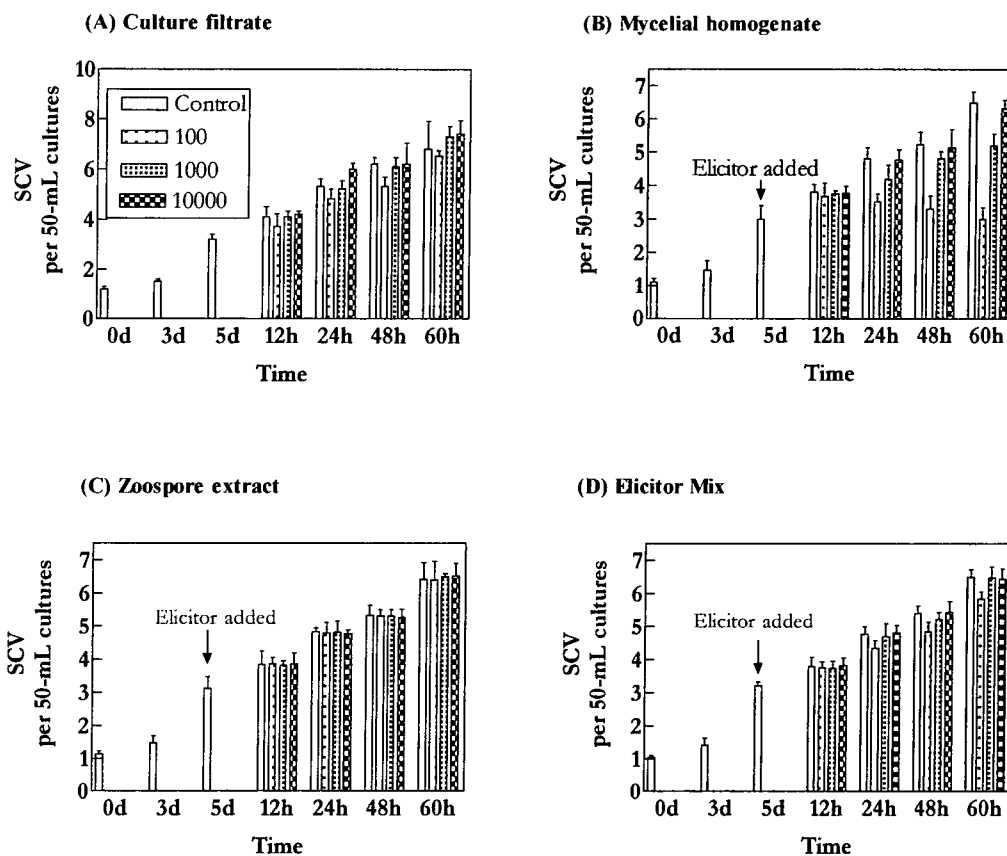 (A) Culture filtrate
10
8
6
4
2
0
SCV
per 50-mL cultures
Control
100
1000
10000
0d 3d 5d 12h 24h 48h 60h
Time
(B) Mycelial homogenate
7
6
5
4
3
2
1
0
SCV
per 50-mL cultures
Elicitor added
0d 3d 5d 12h 24h 48h 60h
Time
(C) Zoospore extract
7
6
5
4
3
2
1
0
SCV
per 50-mL cultures
Elicitor added
0d 3d 5d 12h 24h 48h 60h
Time
(D) Elicitor Mix
7
6
5
4
3
2
1
0
SCV
per 50-mL cultures
Elicitor added
0d 3d 5d 12h 24h 48h 60h
Time